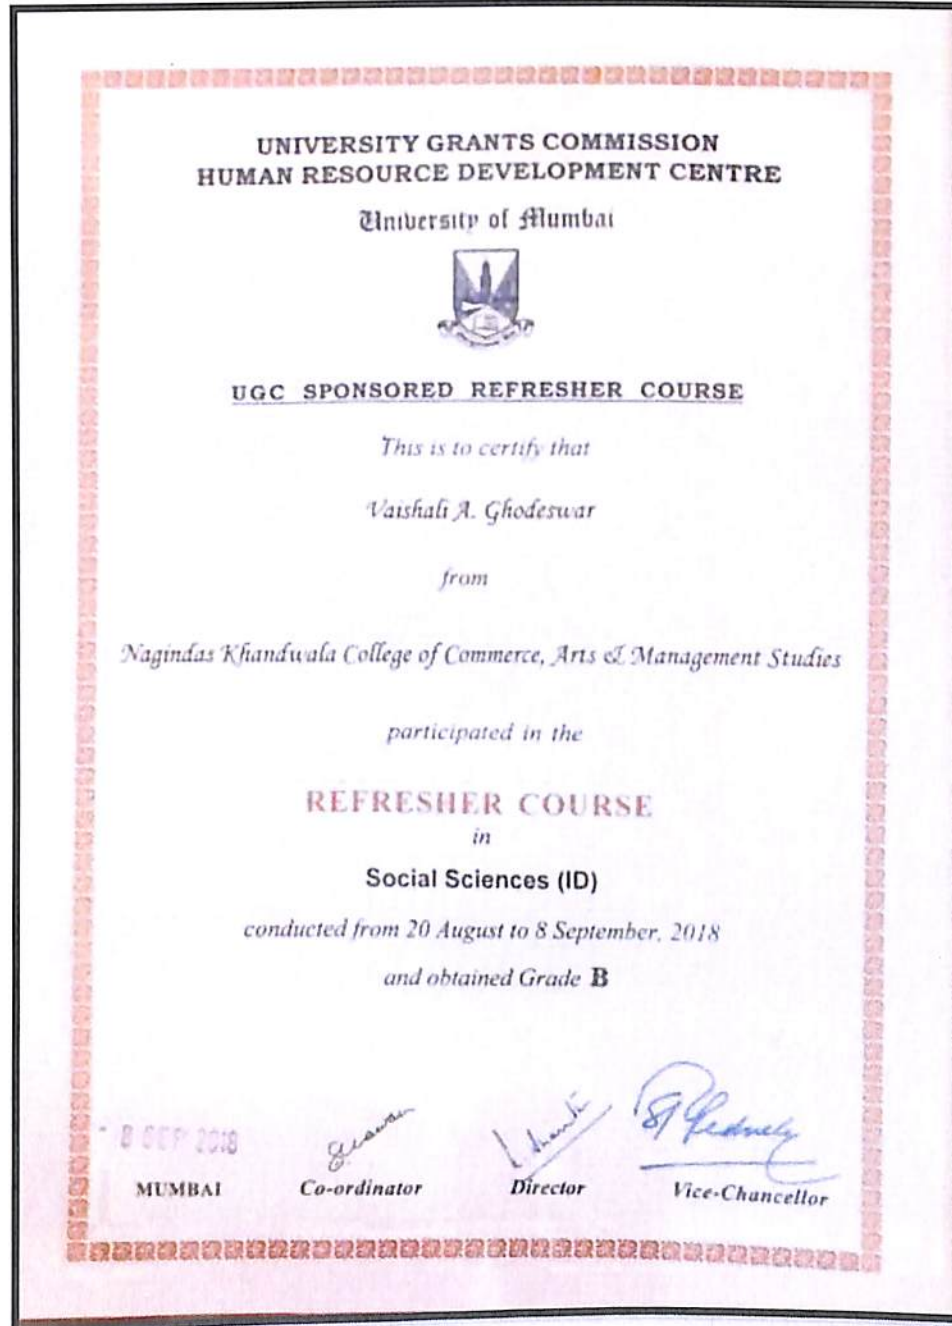 UNIVERSITY GRANTS COMMISSION
HUMAN RESOURCE DEVELOPMENT CENTRE
University of Mumbai
UGC SPONSORED REFRESHER COURSE
This is to certify that
Vaishali A. Ghodeswar
from
Nagindas Khandwala College of Commerce, Arts & Management Studies
participated in the
REFRESHER COURSE
in
Social Sciences (ID)
conducted from 20 August to 8 September, 2018
and obtained Grade B
- 8 SEP 2018
MUMBAI Co-ordinator Director Vice-Chancellor